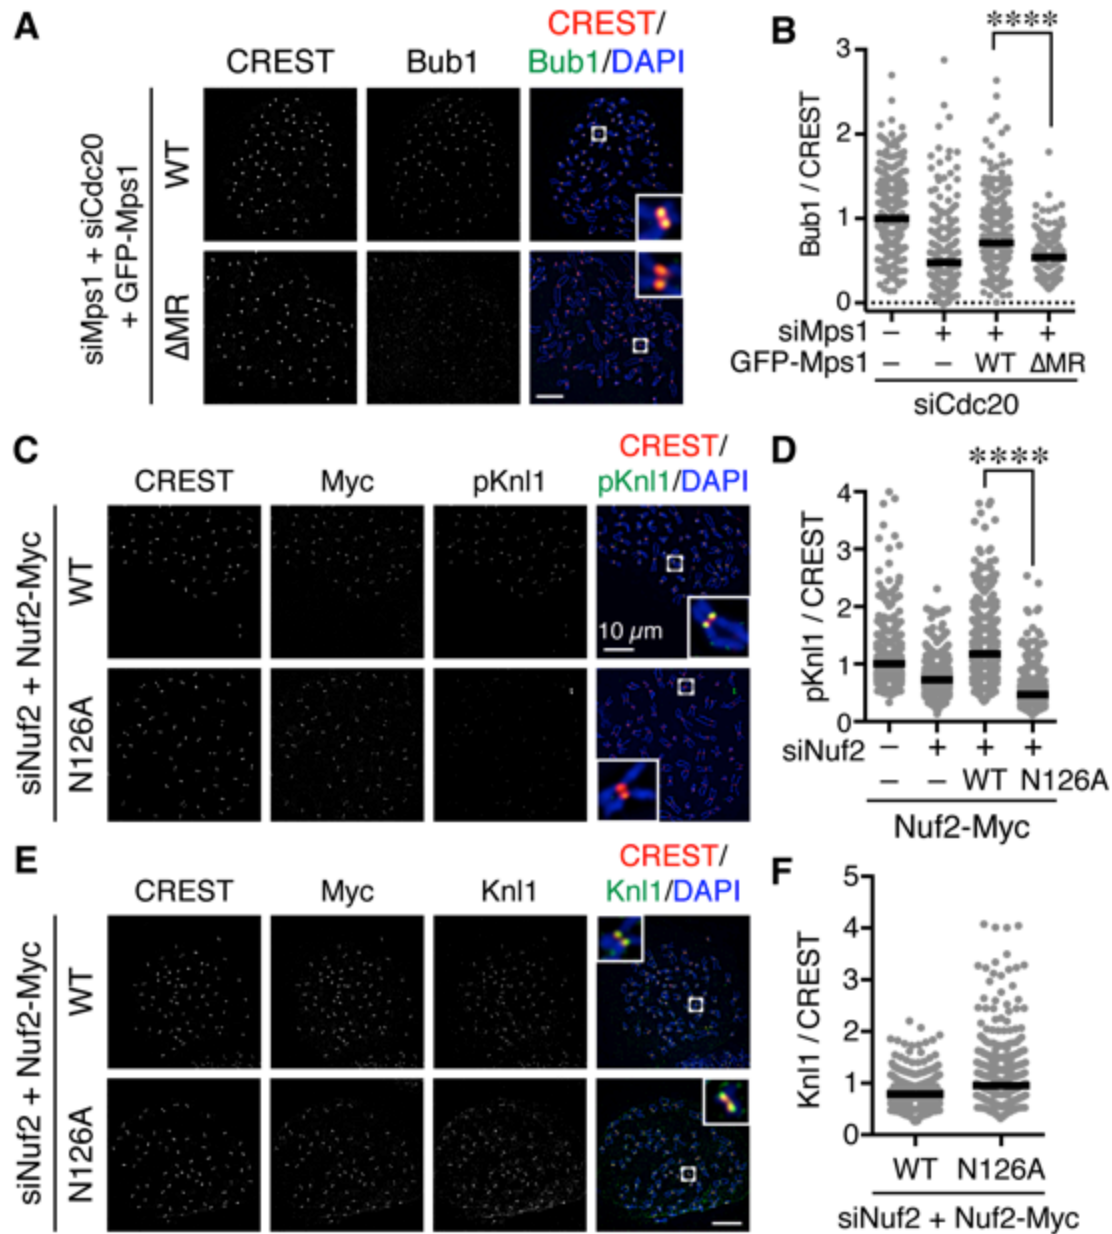 A
CREST
Bub1
CREST/
Bub1/DAPI
siMps1 + siCdc20
+ GFP-Mps1
WT
ΔMR
B
****
Bub1 / CREST
3
2
1
0
siMps1 – + + +
GFP-Mps1 – – WT ΔMR
siCdc20
C
CREST
Myc
pKnl1
CREST/
pKnl1/DAPI
siNuf2 + Nuf2-Myc
WT
N126A
10 µm
D
****
pKnl1 / CREST
4
3
2
1
0
siNuf2 – + + +
– – WT N126A
Nuf2-Myc
E
CREST
Myc
Knl1
CREST/
Knl1/DAPI
siNuf2 + Nuf2-Myc
WT
N126A
F
Knl1 / CREST
5
4
3
2
1
0
WT N126A
siNuf2 + Nuf2-Myc